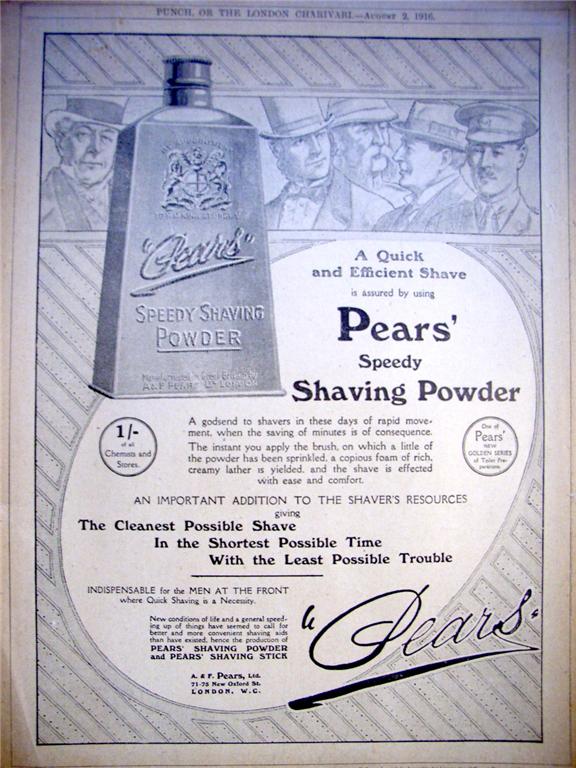 PUNCH, OR THE LONDON CHARIVARI.—August 2, 1916.
BY APPOINTMENT
"Pears"
SPEEDY SHAVING
POWDER
A. & F. PEARS LD LONDON
A Quick
and Efficient Shave
is assured by using
Pears'
Speedy
Shaving Powder
1/-
of all
Chemists and
Stores.
A godsend to shavers in these days of rapid move-
ment, when the saving of minutes is of consequence.
The instant you apply the brush, on which a little of
the powder has been sprinkled, a copious foam of rich,
creamy lather is yielded, and the shave is effected
with ease and comfort.
One of
Pears'
NEW
GOLDEN SERIES
of Toilet Pre-
parations.
AN IMPORTANT ADDITION TO THE SHAVER'S RESOURCES
giving
The Cleanest Possible Shave
In the Shortest Possible Time
With the Least Possible Trouble
INDISPENSABLE for the MEN AT THE FRONT
where Quick Shaving is a Necessity.
New conditions of life and a general speed-
ing up of things have seemed to call for
better and more convenient shaving aids
than have existed, hence the production of
PEARS' SHAVING POWDER
and PEARS' SHAVING STICK
A. & F. Pears, Ltd.
71-75 New Oxford St.
LONDON, W.C.
"Pears"